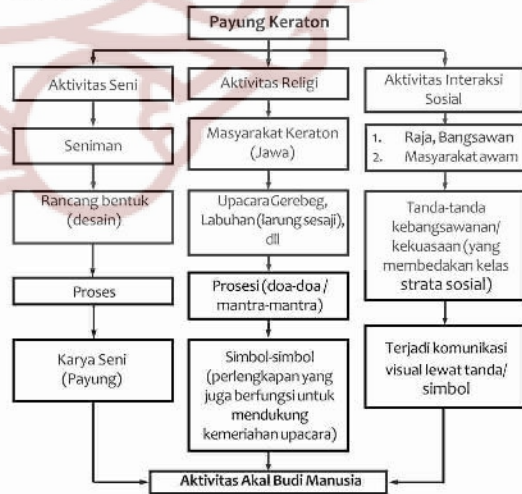 Payung Keraton
Aktivitas Seni
Seniman
Rancang bentuk
(desain)
Proses
Karya Seni
(Payung)
Aktivitas Religi
Masyarakat Keraton
(Jawa)
Upacara Gerebeg,
Labuhan (larung sesaji),
dll
Prosesi (doa-doa /
mantra-mantra)
Simbol-simbol
(perlengkapan yang
juga berfungsi untuk
mendukung
kemeriahan upacara)
Aktivitas Interaksi
Sosial
1. Raja, Bangsawan
2. Masyarakat awam
Tanda-tanda
kebangsawanan/
kekuasaan (yang
membedakan kelas
strata sosial)
Terjadi komunikasi
visual lewat tanda/
simbol
Aktivitas Akal Budi Manusia